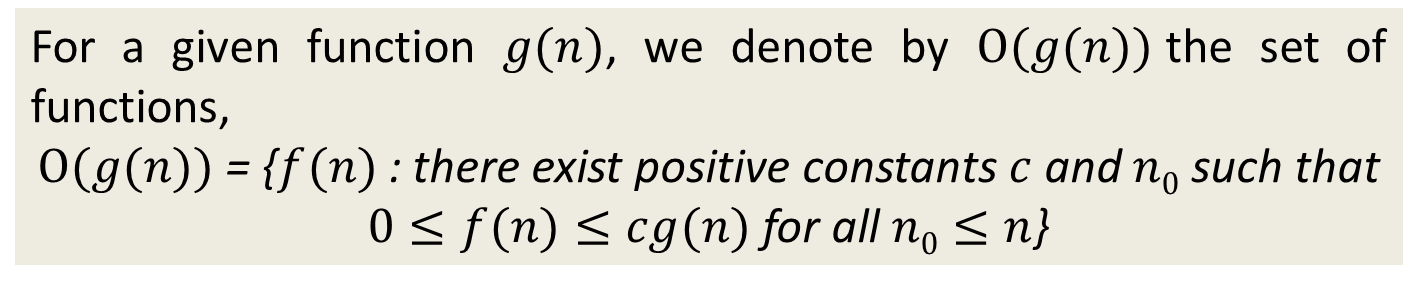 For a given function g(n), we denote by O(g(n)) the set of
functions,
O(g(n)) = {f(n) : there exist positive constants c and n₀ such that
0 ≤ f(n) ≤ cg(n) for all n₀ ≤ n}